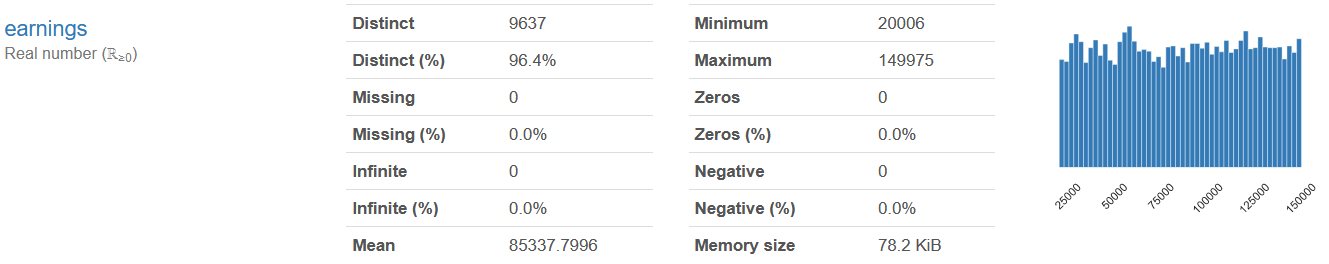 earnings
Real number (ℝ≥0)
Distinct 9637
Distinct (%) 96.4%
Missing 0
Missing (%) 0.0%
Infinite 0
Infinite (%) 0.0%
Mean 85337.7996
Minimum 20006
Maximum 149975
Zeros 0
Zeros (%) 0.0%
Negative 0
Negative (%) 0.0%
Memory size 78.2 KiB
25000
50000
75000
100000
125000
150000